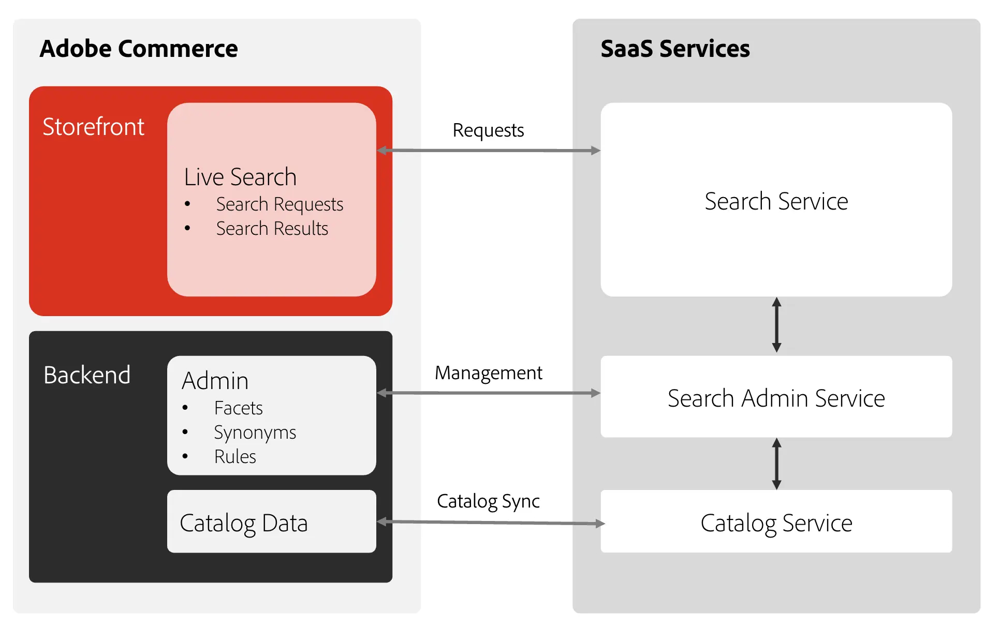 Adobe Commerce
Storefront
Live Search
• Search Requests
• Search Results
Backend
Admin
• Facets
• Synonyms
• Rules
Catalog Data
Requests
Management
Catalog Sync
SaaS Services
Search Service
Search Admin Service
Catalog Service